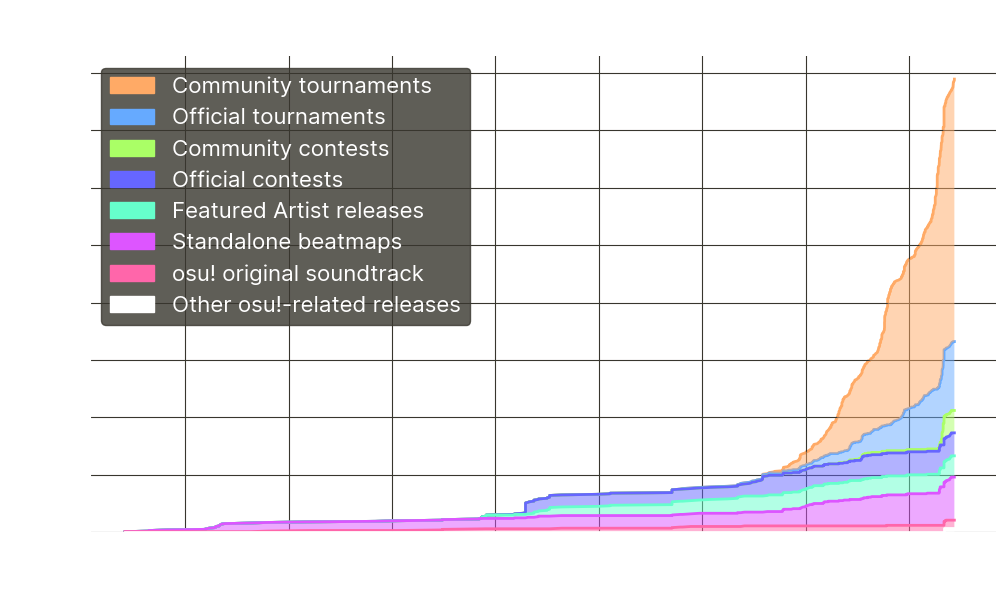 Community tournaments
Official tournaments
Community contests
Official contests
Featured Artist releases
Standalone beatmaps
osu! original soundtrack
Other osu!-related releases